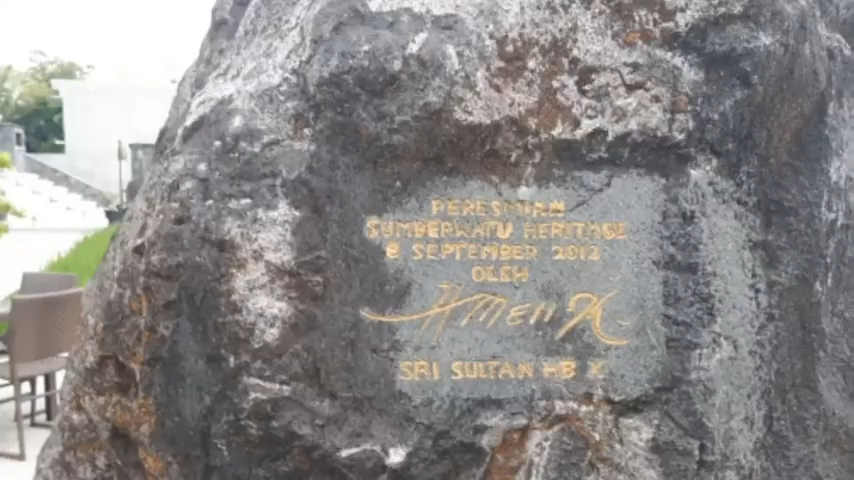 PERESMIAN
SUMBERWATU HERITAGE
8 SEPTEMBER 2012
OLEH
SRI SULTAN HB X